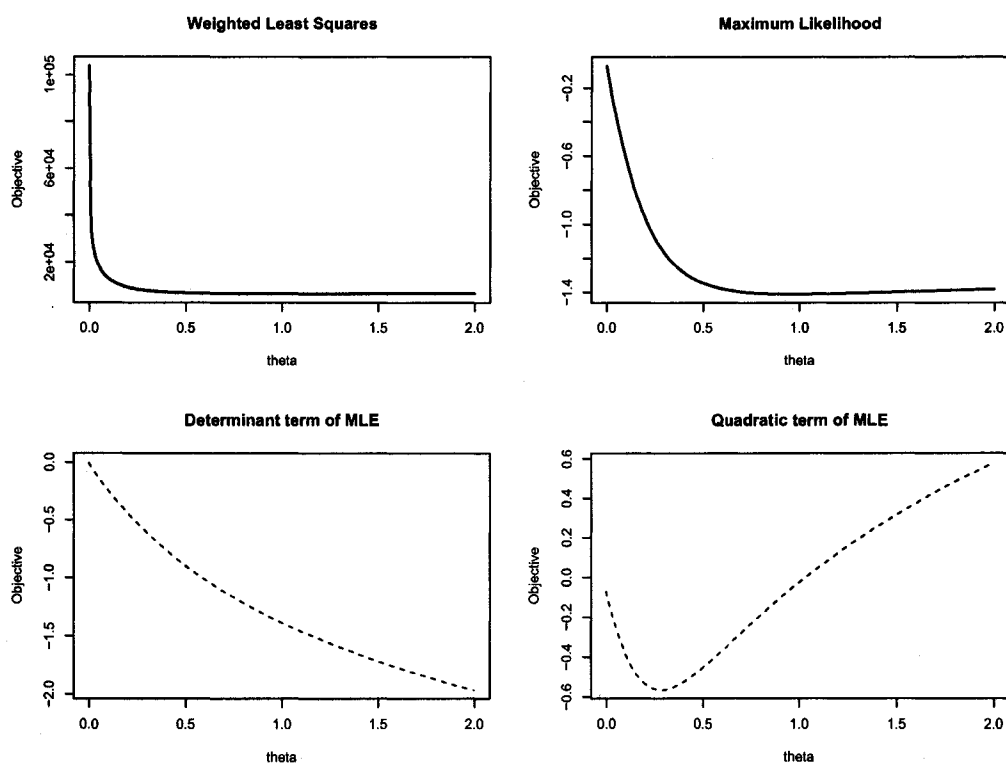 Weighted Least Squares
Objective
1e+05
6e+04
2e+04
0.0 0.5 1.0 1.5 2.0
theta
Maximum Likelihood
Objective
-0.2
-0.6
-1.0
-1.4
0.0 0.5 1.0 1.5 2.0
theta
Determinant term of MLE
Objective
0.0
-0.5
-1.0
-1.5
-2.0
0.0 0.5 1.0 1.5 2.0
theta
Quadratic term of MLE
Objective
0.6
0.4
0.2
0.0
-0.2
-0.4
-0.6
0.0 0.5 1.0 1.5 2.0
theta